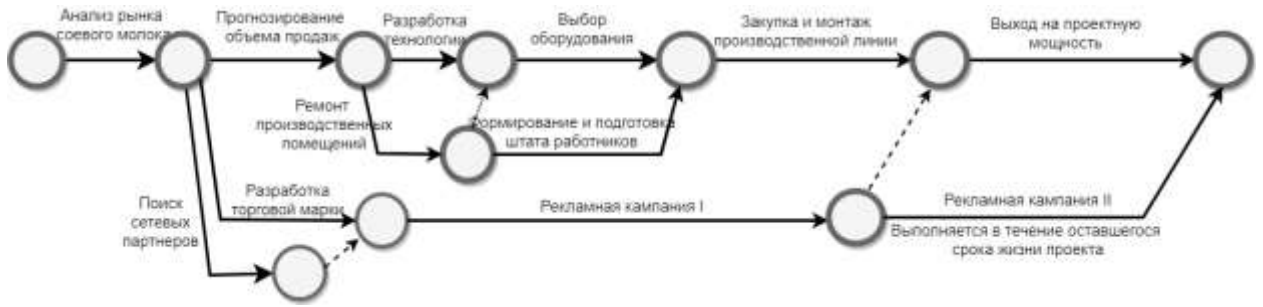 Анализ рынка
соевого молока
Прогнозирование
объема продаж
Разработка
технологии
Выбор
оборудования
Закупка и монтаж
производственной линии
Выход на проектную
мощность
Ремонт
производственных
помещений
Формирование и подготовка
штата работников
Поиск
сетевых
партнеров
Разработка
торговой марки
Рекламная кампания I
Рекламная кампания II
Выполняется в течение оставшегося
срока жизни проекта